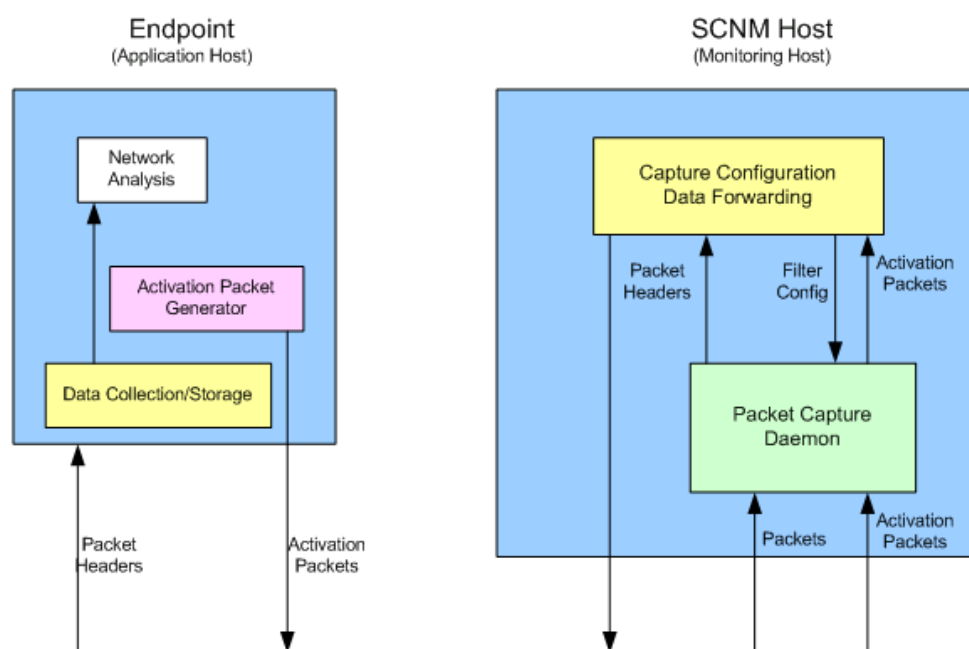 Endpoint
(Application Host)
Network
Analysis
Activation Packet
Generator
Data Collection/Storage
Packet
Headers
Activation
Packets
SCNM Host
(Monitoring Host)
Capture Configuration
Data Forwarding
Packet
Headers
Filter
Config
Activation
Packets
Packet Capture
Daemon
Packets
Activation
Packets